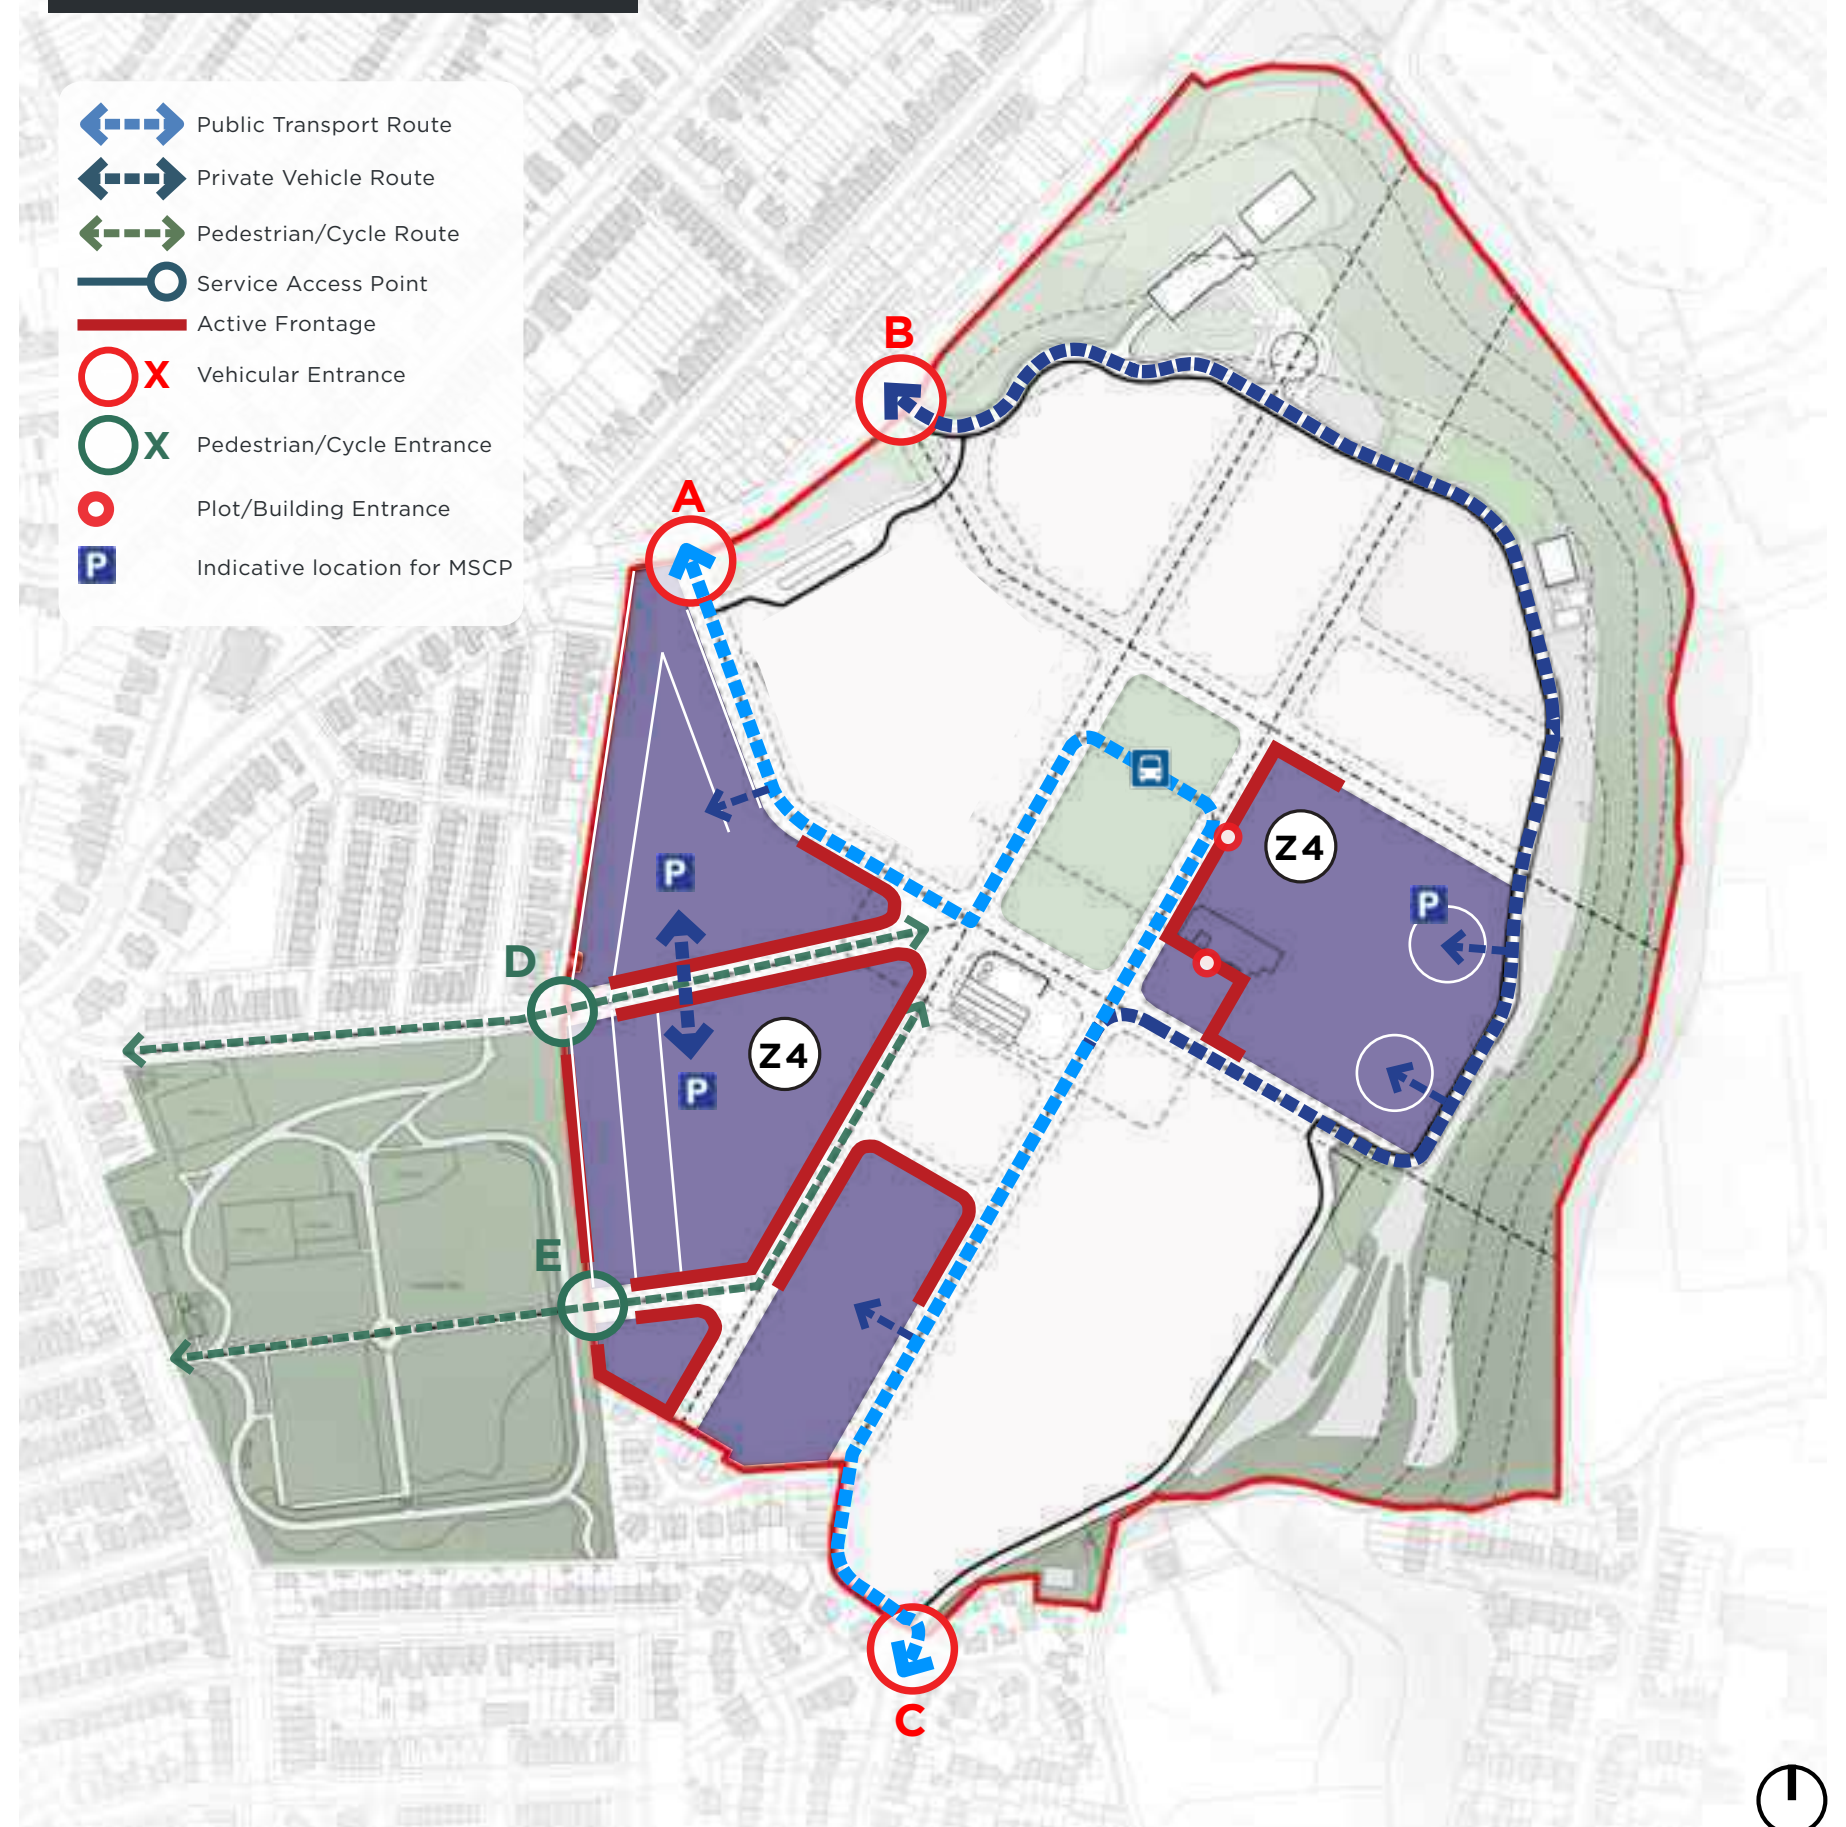 Public Transport Route
Private Vehicle Route
Pedestrian/Cycle Route
Service Access Point
Active Frontage
X Vehicular Entrance
X Pedestrian/Cycle Entrance
Plot/Building Entrance
P Indicative location for MSCP
B
A
Z4
P
P
D
Z4
P
E
C